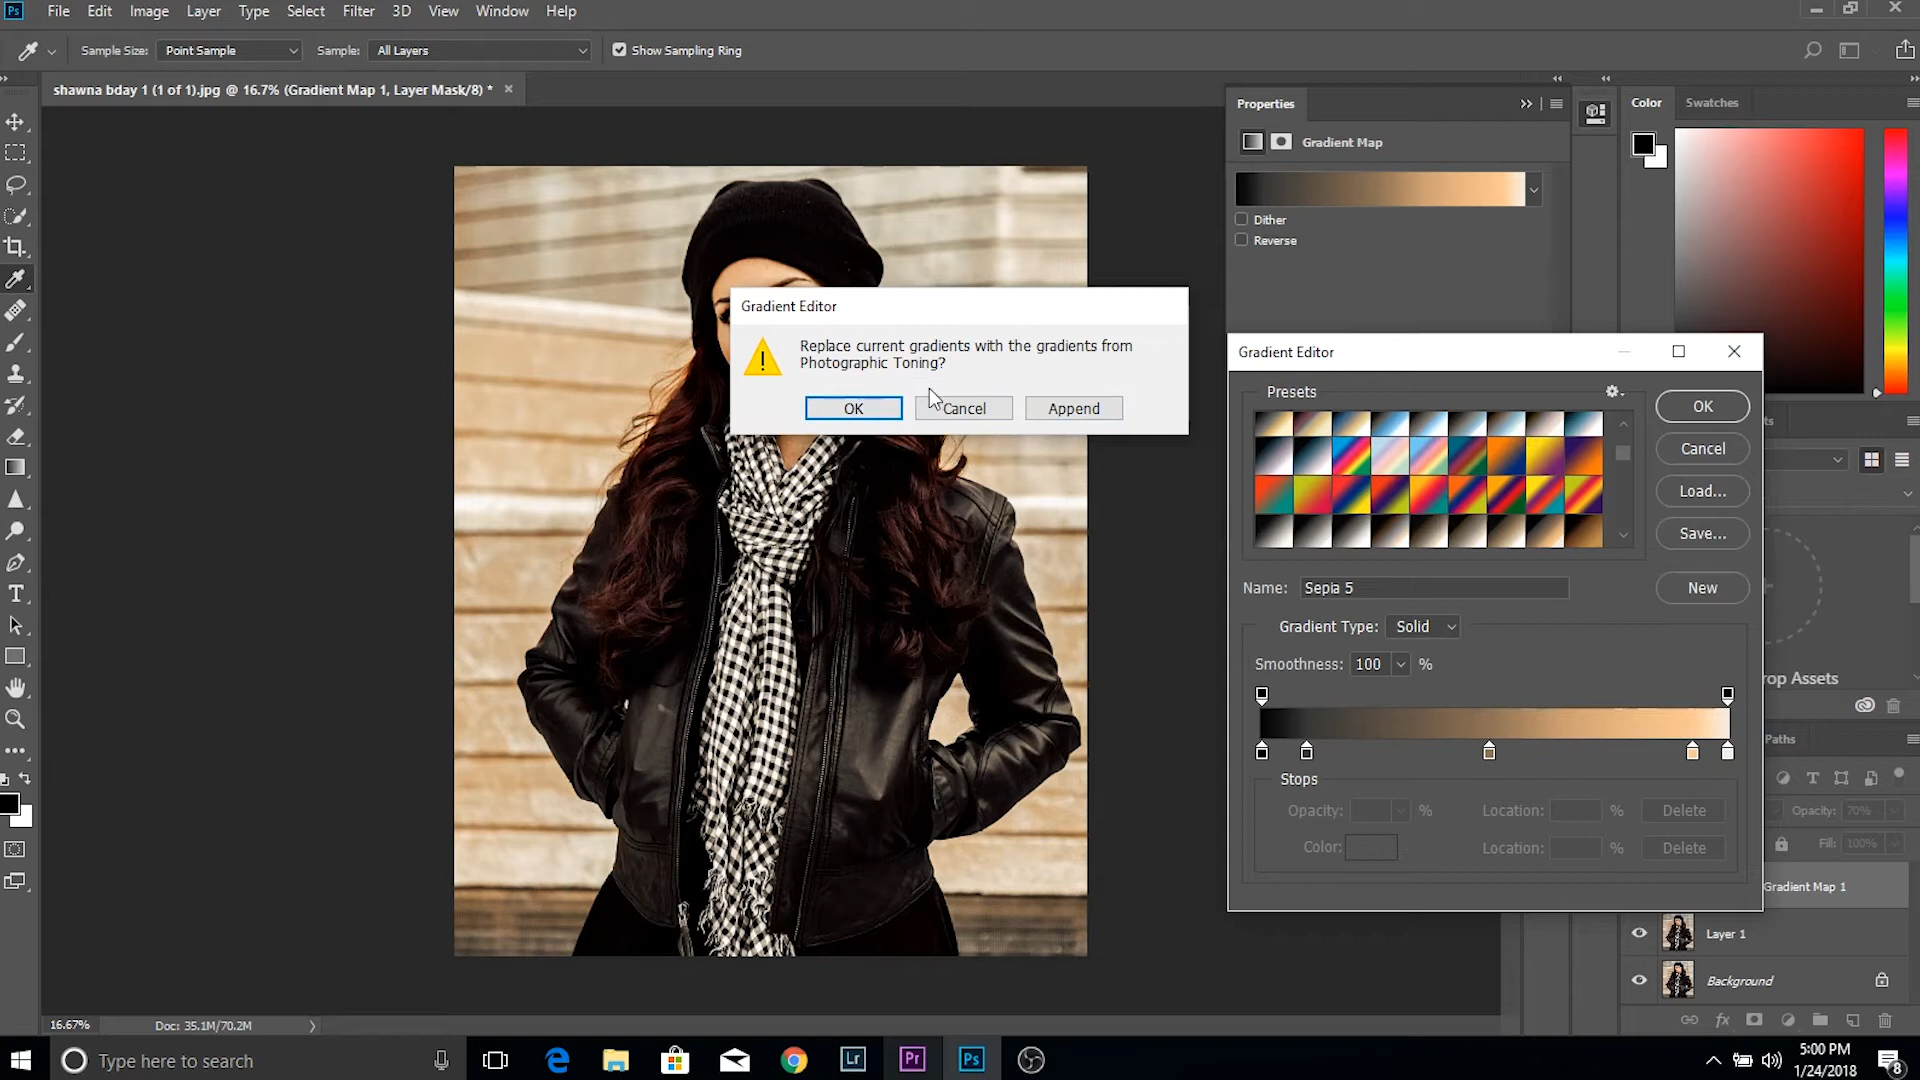 Ps File Edit Image Layer Type Select Filter 3D View Window Help
Sample Size: Point Sample Sample: All Layers Show Sampling Ring
shawna bday 1 (1 of 1).jpg @ 16.7% (Gradient Map 1, Layer Mask/8) * ×
Properties
Color Swatches
Gradient Map
Dither
Reverse
Gradient Editor
Replace current gradients with the gradients from
Photographic Toning?
OK Cancel Append
Gradient Editor
Presets
OK
Cancel
Load...
Save...
Name: Sepia 5
New
Gradient Type: Solid
Smoothness: 100 %
Stops
Opacity: % Location: % Delete
Color: Location: % Delete
rop Assets
Paths
Opacity: 70%
Fill: 100%
Gradient Map 1
Layer 1
Background
fx
16.67% Doc: 35.1M/70.2M
Type here to search
Lr Pr Ps
5:00 PM
1/24/2018
8